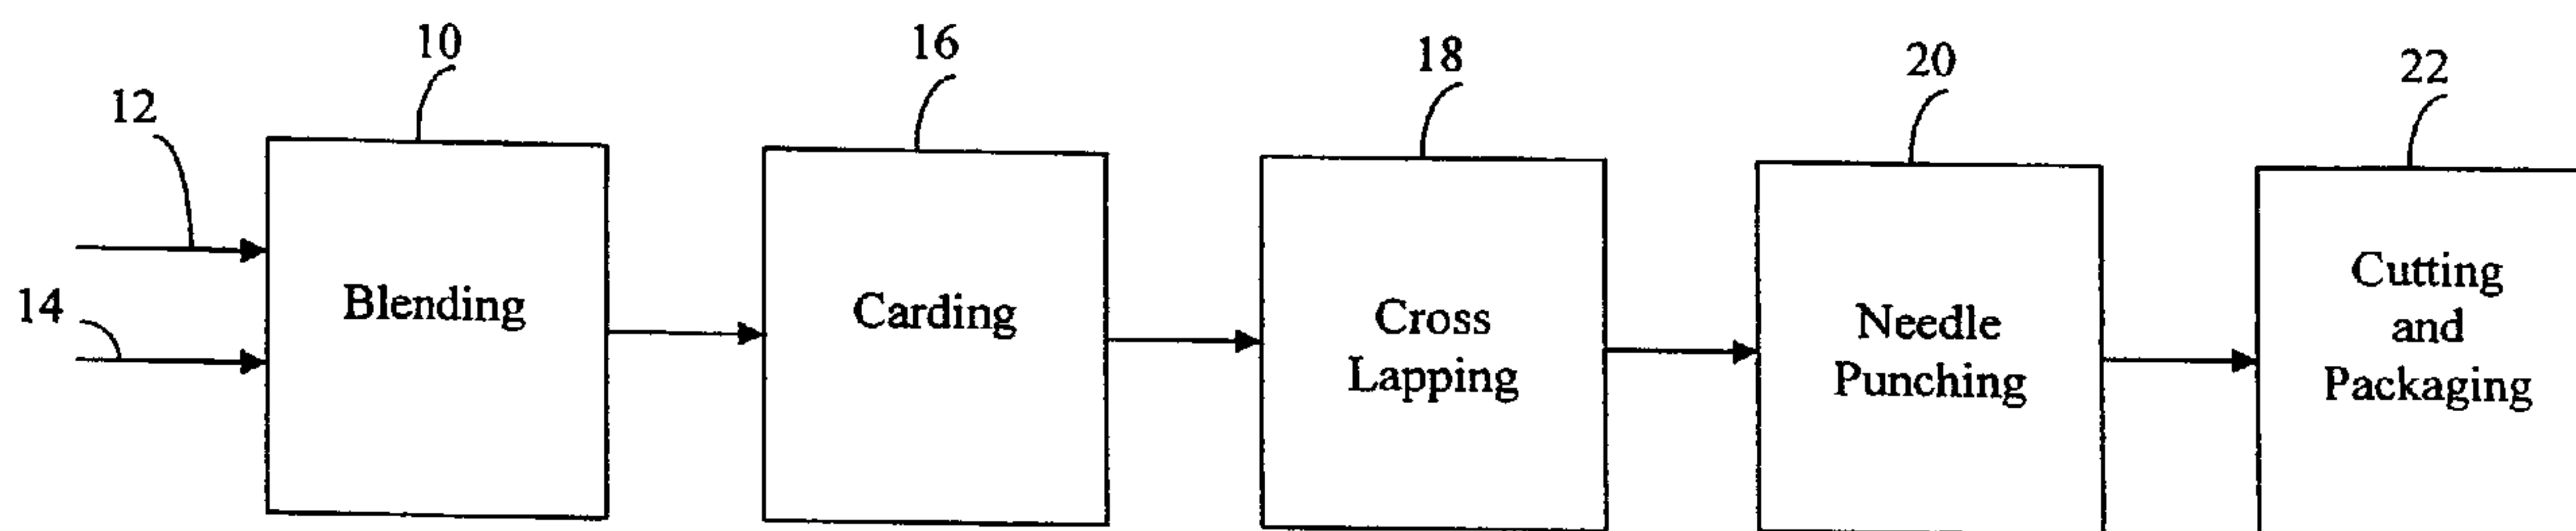 10
16
18
20
22
12
14
Blending
Carding
Cross
Lapping
Needle
Punching
Cutting
and
Packaging